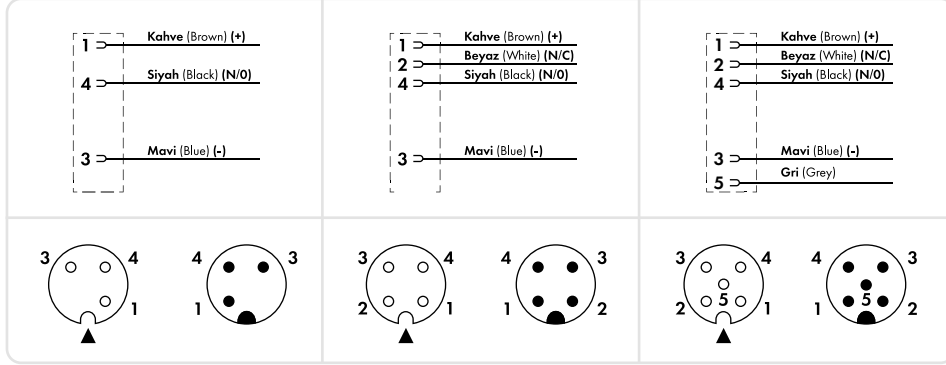 1 Kahve (Brown) (+)
4 Siyah (Black) (N/0)
3 Mavi (Blue) (-)
1 Kahve (Brown) (+)
2 Beyaz (White) (N/C)
4 Siyah (Black) (N/0)
3 Mavi (Blue) (-)
1 Kahve (Brown) (+)
2 Beyaz (White) (N/C)
4 Siyah (Black) (N/0)
3 Mavi (Blue) (-)
5 Gri (Grey)
3 4 4 3
1 1
3 4 4 3
2 1 1 2
3 4 4 3
5 5
2 1 1 2